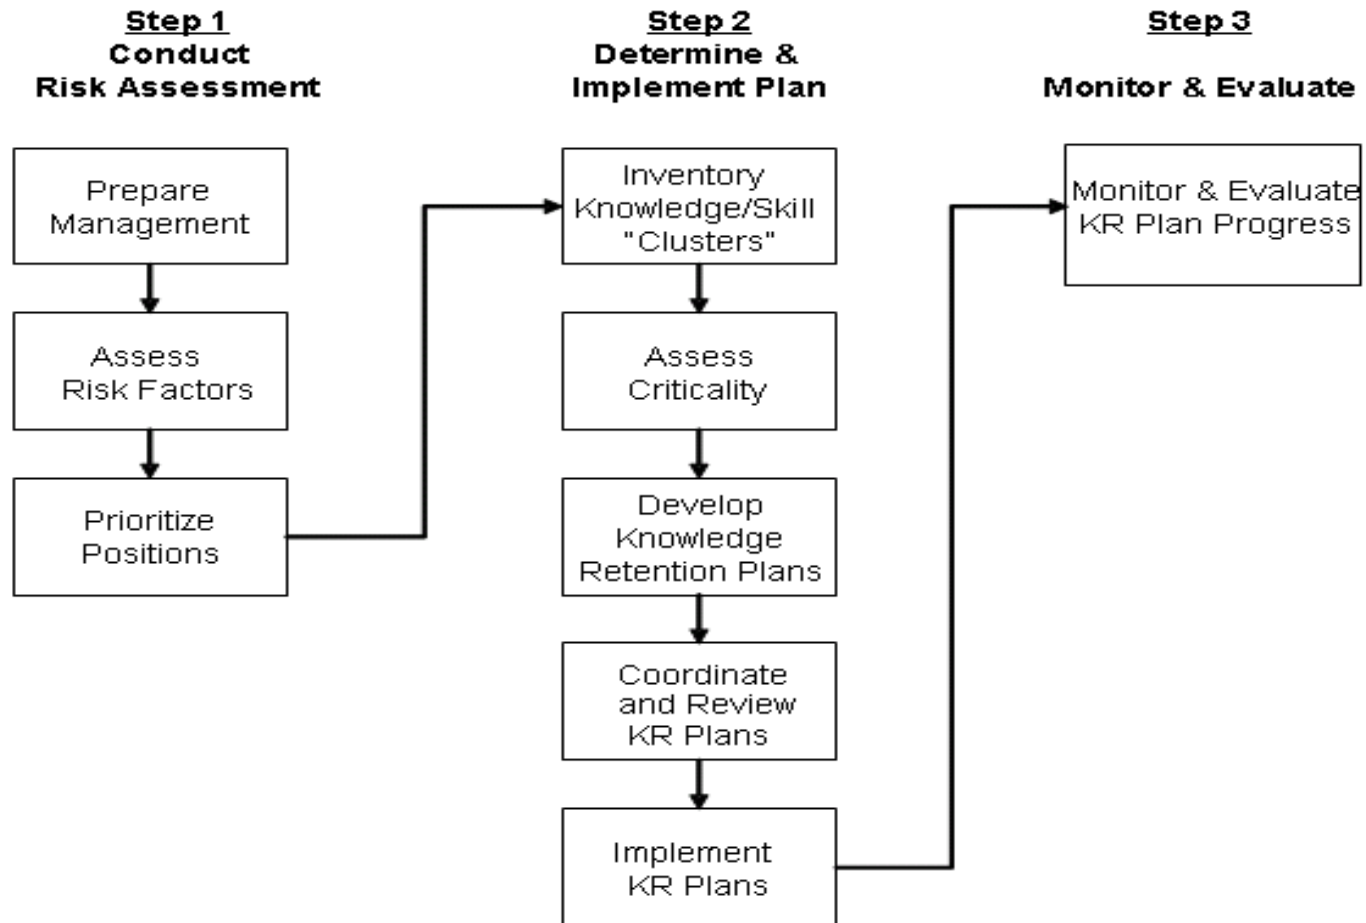 Step 1
Conduct
Risk Assessment
Prepare
Management
Assess
Risk Factors
Prioritize
Positions
Step 2
Determine &
Implement Plan
Inventory
Knowledge/Skill
"Clusters"
Assess
Criticality
Develop
Knowledge
Retention Plans
Coordinate
and Review
KR Plans
Implement
KR Plans
Step 3
Monitor & Evaluate
Monitor & Evaluate
KR Plan Progress